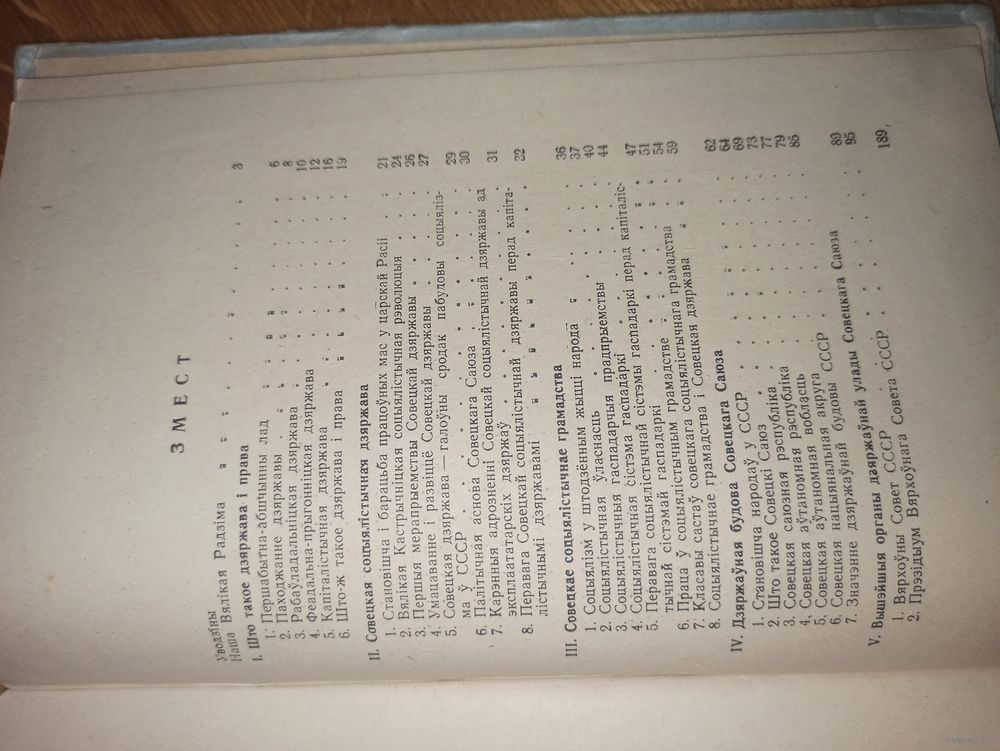 ЗМЕСТ
Уводзіны
Наша Вялікая Радзіма . . . . . . 3
I. Што такое дзяржава і права
1. Першабытна-абшчынны лад . . . . . 6
2. Паходжанне дзяржавы . . . . . 8
3. Рабаўладальніцкая дзяржава . . . . . 10
4. Феадальна-прыгонніцкая дзяржава . . . . . 12
5. Капіталістычная дзяржава . . . . . 16
6. Што-ж такое дзяржава і права . . . . . 19
II. Совецкая соцыялістычная дзяржава
1. Становішча і барацьба працоўных мас у царскай Расіі . . 21
2. Вялікая Кастрычніцкая соцыялістычная рэволюцыя . . . 24
3. Першыя мерапрыемствы Совецкай дзяржавы . . . . 26
4. Умацаванне і развіццё Совецкай дзяржавы . . . . 27
5. Совецкая дзяржава — галоўны сродак пабудовы соцыяліз-
ма ў СССР . . . . . . . 29
6. Палітычная аснова Совецкага Саюза . . . . . 30
7. Карэнныя адрозненні Совецкай соцыялістычнай дзяржавы ад
эксплаататарскіх дзяржаў . . . . . 31
8. Перавага Совецкай соцыялістычнай дзяржавы перад капіта-
лістычнымі дзяржавамі . . . . . 32
III. Совецкае соцыялістычнае грамадства
1. Соцыялізм у штодзённым жыцці народа . . . . 36
2. Соцыялістычная ўласнасць . . . . . 37
3. Соцыялістычныя гаспадарчыя прадпрыемствы . . . . 40
4. Соцыялістычная сістэма гаспадаркі . . . . . 44
5. Перавага соцыялістычнай сістэмы гаспадаркі перад капіталіс-
тычнай сістэмай гаспадаркі . . . . . 47
6. Праца ў соцыялістычным грамадстве . . . . . 51
7. Класавы састаў совецкага соцыялістычнага грамадства . . 54
8. Соцыялістычнае грамадства і Совецкая дзяржава . . . 59
IV. Дзяржаўная будова Совецкага Саюза
1. Становішча народаў у СССР . . . . . 62
2. Што такое Совецкі Саюз . . . . . 64
3. Совецкая саюзная рэспубліка . . . . . 69
4. Совецкая аўтаномная рэспубліка . . . . . 73
5. Совецкая аўтаномная вобласць . . . . . 77
6. Совецкая нацыянальная акруга . . . . . 79
7. Значэнне дзяржаўнай будовы СССР . . . . . 85
V. Вышэйшыя органы дзяржаўнай улады Совецкага Саюза
1. Вярхоўны Совет СССР . . . . . 89
2. Прэзідыум Вярхоўнага Совета СССР . . . . 95
189